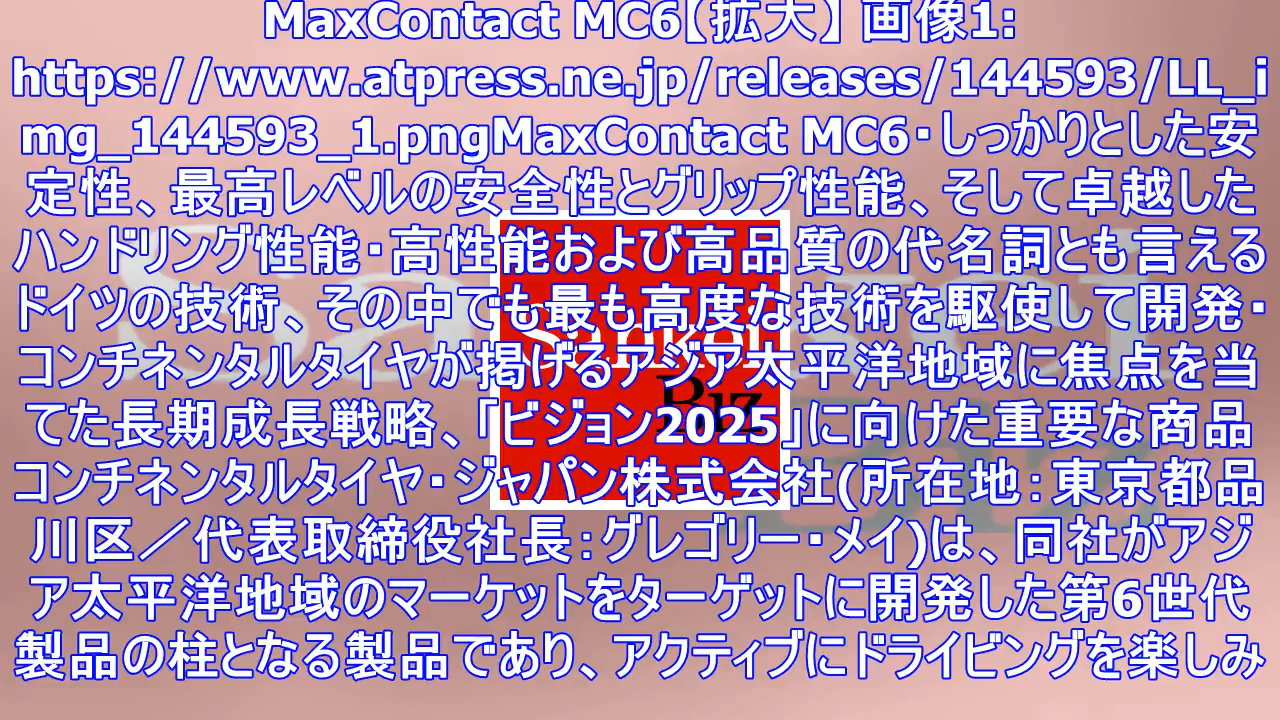 MaxContact MC6【拡大】 画像1:
https://www.atpress.ne.jp/releases/144593/LL_i
mg_144593_1.pngMaxContact MC6・しっかりとした安
定性、最高レベルの安全性とグリップ性能、そして卓越した
ハンドリング性能・高性能および高品質の代名詞とも言える
ドイツの技術、その中でも最も高度な技術を駆使して開発・
コンチネンタルタイヤが掲げるアジア太平洋地域に焦点を当
てた長期成長戦略、「ビジョン2025」に向けた重要な商品
コンチネンタルタイヤ・ジャパン株式会社(所在地：東京都品
川区／代表取締役社長：グレゴリー・メイ)は、同社がアジ
ア太平洋地域のマーケットをターゲットに開発した第6世代
製品の柱となる製品であり、アクティブにドライビングを楽しみ
Sankei
Biz